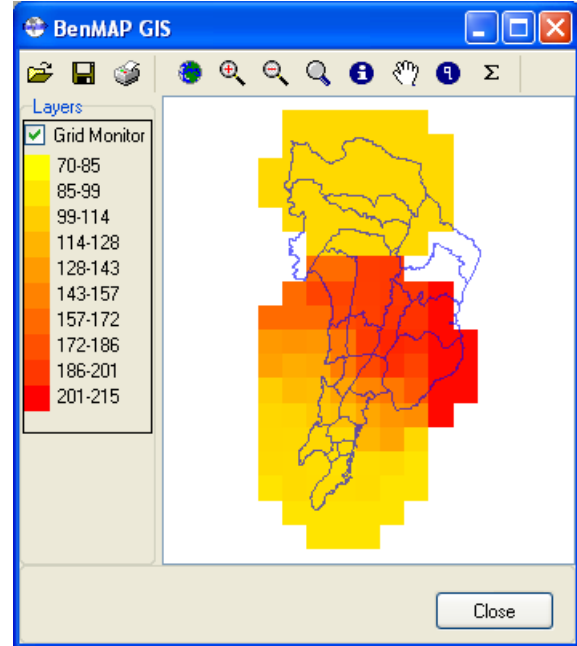 BenMAP GIS
Σ
Layers
Grid Monitor
70-85
85-99
99-114
114-128
128-143
143-157
157-172
172-186
186-201
201-215
Close